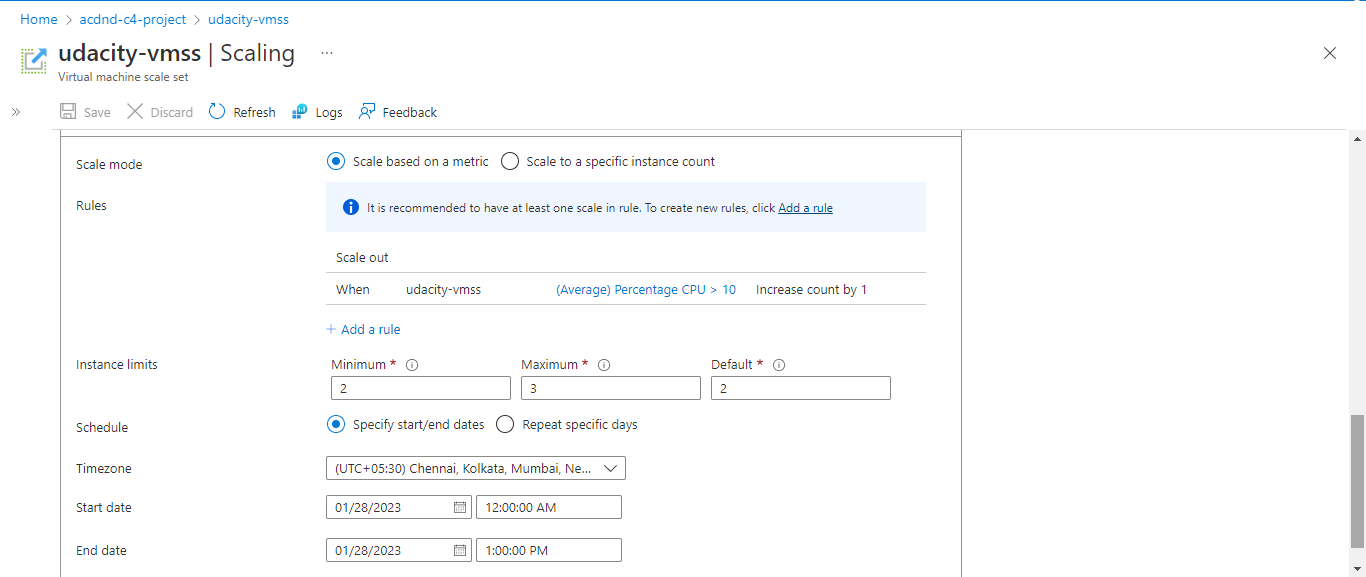 Home > acdnd-c4-project > udacity-vmss
udacity-vmss | Scaling ...
Virtual machine scale set
» Save Discard Refresh Logs Feedback
Scale mode Scale based on a metric Scale to a specific instance count
Rules It is recommended to have at least one scale in rule. To create new rules, click Add a rule
Scale out
When udacity-vmss (Average) Percentage CPU > 10 Increase count by 1
+ Add a rule
Instance limits Minimum * Maximum * Default *
2 3 2
Schedule Specify start/end dates Repeat specific days
Timezone (UTC+05:30) Chennai, Kolkata, Mumbai, Ne...
Start date 01/28/2023 12:00:00 AM
End date 01/28/2023 1:00:00 PM